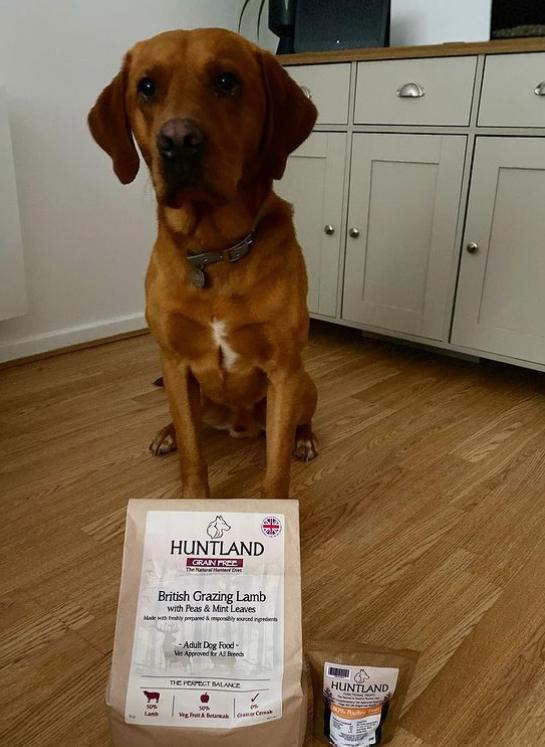 HUNTLAND
GRAIN FREE
The Natural Hunters' Diet
British Grazing Lamb
with Peas & Mint Leaves
Made with freshly prepared & responsibly sourced ingredients
- Adult Dog Food -
Vet Approved for All Breeds
THE PERFECT BALANCE
50%
Lamb
50%
Veg, Fruit & Botanicals
0%
Grain or Cereals
HUNTLAND